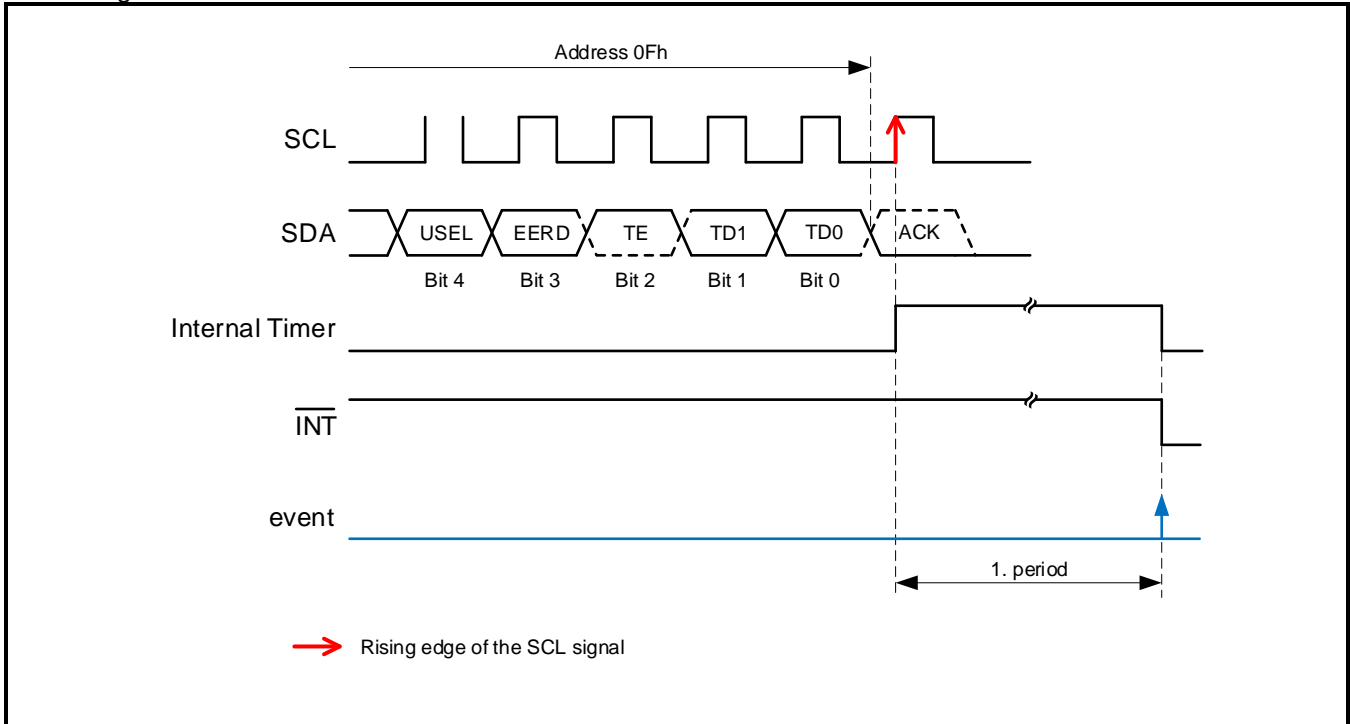 Address 0Fh
SCL
SDA
USEL EERD TE TD1 TD0 ACK
Bit 4 Bit 3 Bit 2 Bit 1 Bit 0
Internal Timer
INT
event
1. period
Rising edge of the SCL signal